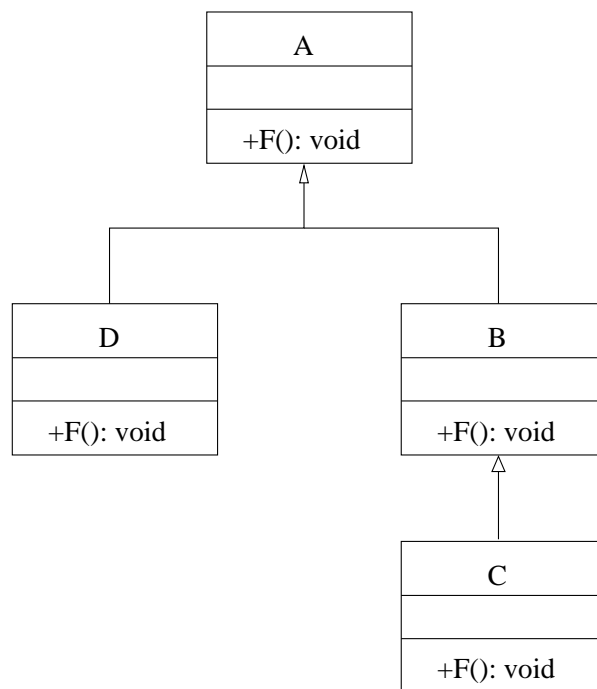 A
+F(): void
D
B
+F(): void
+F(): void
C
+F(): void